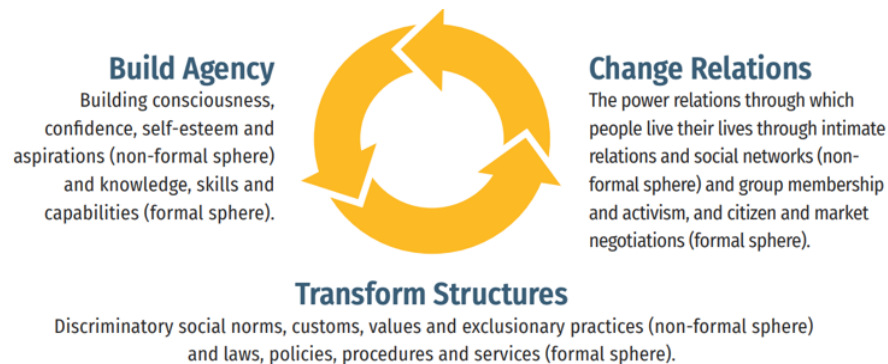 Build Agency
Building consciousness,
confidence, self-esteem and
aspirations (non-formal sphere)
and knowledge, skills and
capabilities (formal sphere).
Change Relations
The power relations through which
people live their lives through intimate
relations and social networks (non-
formal sphere) and group membership
and activism, and citizen and market
negotiations (formal sphere).
Transform Structures
Discriminatory social norms, customs, values and exclusionary practices (non-formal sphere)
and laws, policies, procedures and services (formal sphere).